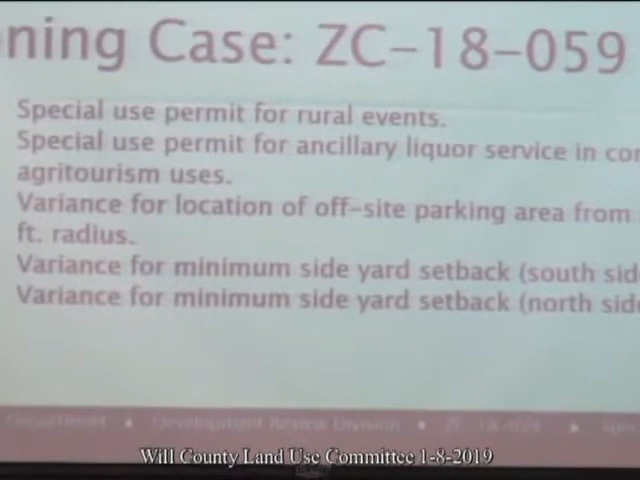 ning Case: ZC-18-059
Special use permit for rural events.
Special use permit for ancillary liquor service in con
agritourism uses.
Variance for location of off-site parking area from
ft. radius.
Variance for minimum side yard setback (south sid
Variance for minimum side yard setback (north side
Department • Development Review Division •
Will County Land Use Committee 1-8-2019